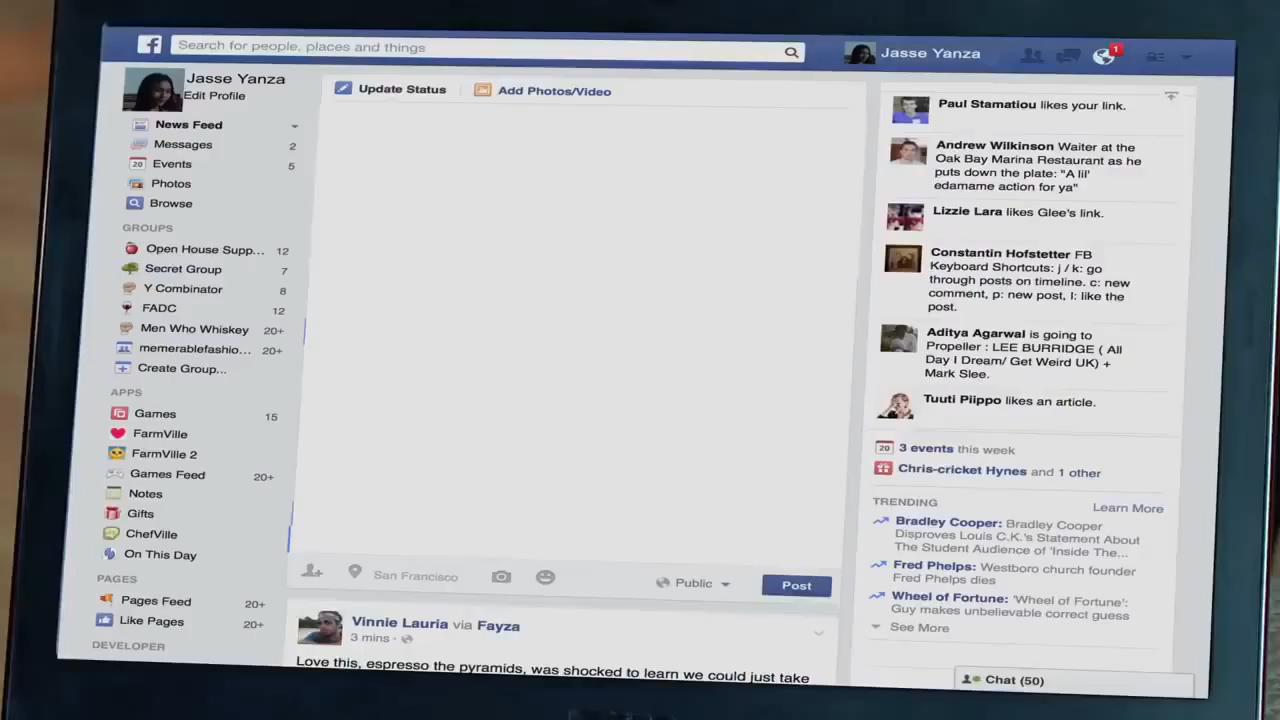 Search for people, places and things
Jasse Yanza
1
Jasse Yanza
Edit Profile
News Feed
Messages 2
20 Events 5
Photos
Browse
GROUPS
Open House Supp... 12
Secret Group 7
Y Combinator 8
FADC 12
Men Who Whiskey 20+
memerablefashio... 20+
Create Group...
APPS
Games 15
FarmVille
FarmVille 2
Games Feed 20+
Notes
Gifts
ChefVille
On This Day
PAGES
Pages Feed 20+
Like Pages 20+
DEVELOPER
Update Status
Add Photos/Video
San Francisco
Public
Post
Vinnie Lauria via Fayza
3 mins ·
Love this, espresso the pyramids, was shocked to learn we could just take
Paul Stamatiou likes your link.
Andrew Wilkinson Waiter at the
Oak Bay Marina Restaurant as he
puts down the plate: "A lil'
edamame action for ya"
Lizzie Lara likes Glee's link.
Constantin Hofstetter FB
Keyboard Shortcuts: j / k: go
through posts on timeline. c: new
comment, p: new post, l: like the
post.
Aditya Agarwal is going to
Propeller : LEE BURRIDGE ( All
Day I Dream/ Get Weird UK) +
Mark Slee.
Tuuti Piippo likes an article.
20 3 events this week
Chris-cricket Hynes and 1 other
TRENDING Learn More
Bradley Cooper: Bradley Cooper
Disproves Louis C.K.'s Statement About
The Student Audience of 'Inside The...
Fred Phelps: Westboro church founder
Fred Phelps dies
Wheel of Fortune: 'Wheel of Fortune':
Guy makes unbelievable correct guess
See More
Chat (50)